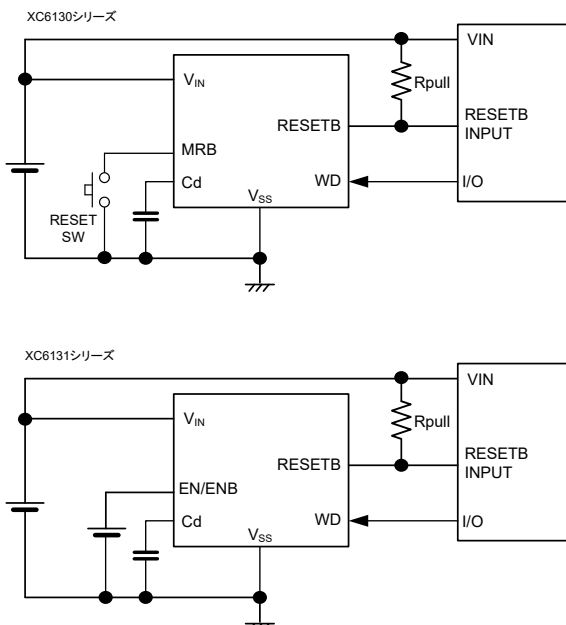 XC6130シリーズ
VIN
VIN
Rpull
RESETB
RESETB
INPUT
MRB
Cd
WD
I/O
VSS
RESET
SW
XC6131シリーズ
VIN
VIN
Rpull
RESETB
RESETB
INPUT
EN/ENB
Cd
WD
I/O
VSS